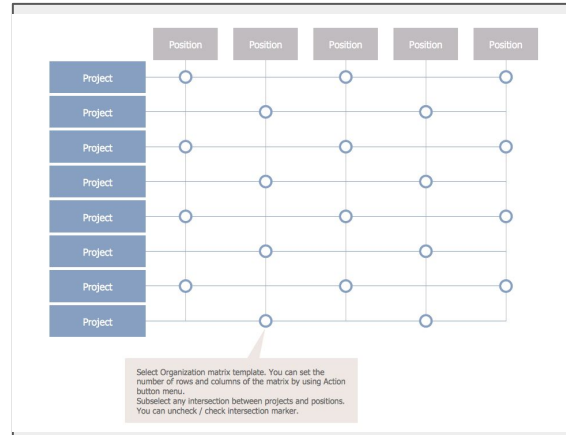 Position Position Position Position Position
Project
Project
Project
Project
Project
Project
Project
Project
Select Organization matrix template. You can set the
number of rows and columns of the matrix by using Action
button menu.
Subselect any intersection between projects and positions.
You can uncheck / check intersection marker.